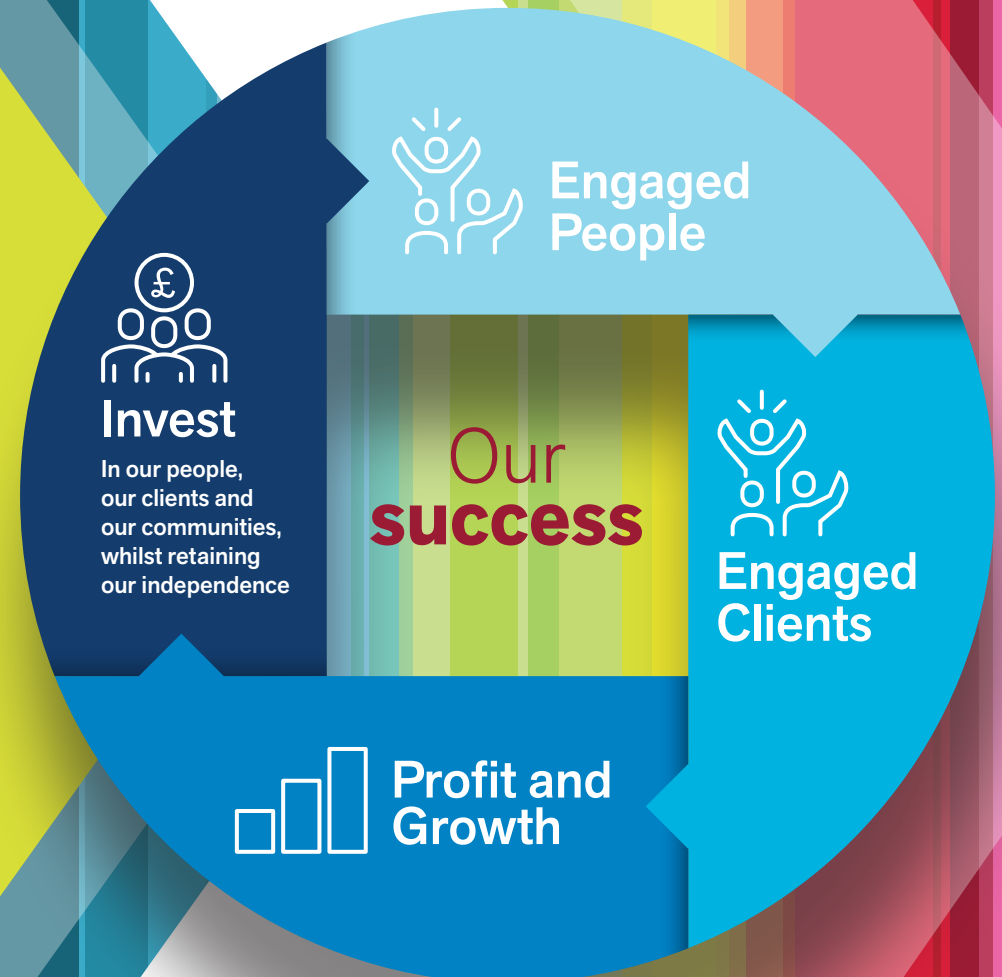 Engaged
People
£
Invest
In our people,
our clients and
our communities,
whilst retaining
our independence
Our
success
Engaged
Clients
Profit and
Growth